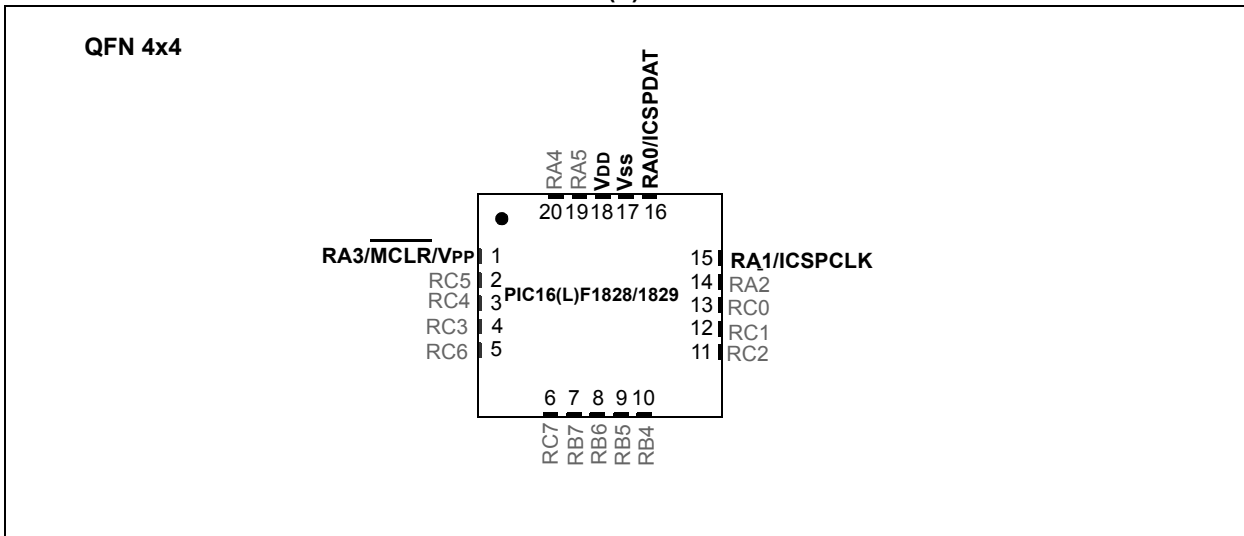 QFN 4x4
RA4
RA5
VDD
VSS
RA0/ICSPDAT
20 19 18 17 16
RA3/MCLR/VPP 1
RC5 2
RC4 3
RC3 4
RC6 5
PIC16(L)F1828/1829
15 RA1/ICSPCLK
14 RA2
13 RC0
12 RC1
11 RC2
6 7 8 9 10
RC7
RB7
RB6
RB5
RB4